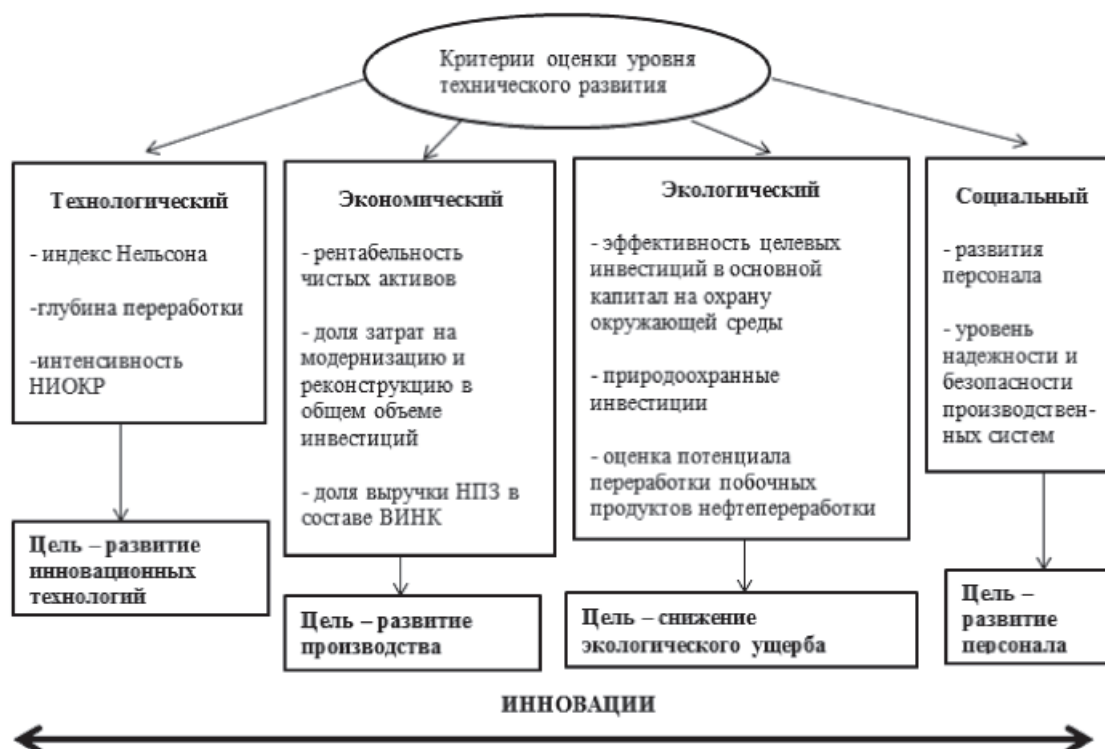 Критерии оценки уровня
технического развития
Технологический
- индекс Нельсона
-глубина переработки
-интенсивность
НИОКР
Цель – развитие
инновационных
технологий
Экономический
- рентабельность
чистых активов
- доля затрат на
модернизацию и
реконструкцию в
общем объеме
инвестиций
- доля выручки НПЗ в
составе ВИНК
Цель – развитие
производства
Экологический
- эффективность целевых
инвестиций в основной
капитал на охрану
окружающей среды
- природоохранные
инвестиции
- оценка потенциала
переработки побочных
продуктов нефтепереработки
Цель – снижение
экологического ущерба
Социальный
- развития
персонала
- уровень
надежности и
безопасности
производствен-
ных систем
Цель –
развитие
персонала
ИННОВАЦИИ